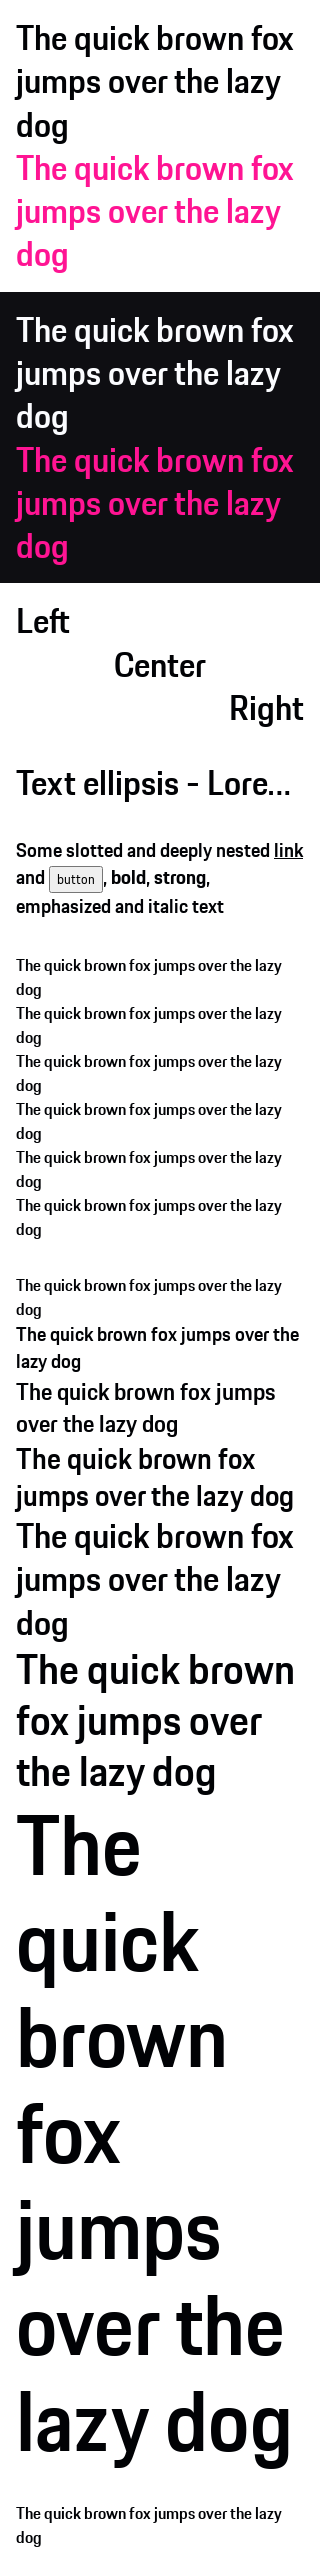 The quick brown fox
jumps over the lazy
dog
The quick brown fox
jumps over the lazy
dog
The quick brown fox
jumps over the lazy
dog
The quick brown fox
jumps over the lazy
dog
Left
Center
Right
Text ellipsis - Lore...
Some slotted and deeply nested link
and button, bold, strong,
emphasized and italic text
The quick brown fox jumps over the lazy
dog
The quick brown fox jumps over the lazy
dog
The quick brown fox jumps over the lazy
dog
The quick brown fox jumps over the lazy
dog
The quick brown fox jumps over the lazy
dog
The quick brown fox jumps over the lazy
dog
The quick brown fox jumps over the lazy
dog
The quick brown fox jumps over the
lazy dog
The quick brown fox jumps
over the lazy dog
The quick brown fox
jumps over the lazy dog
The quick brown fox
jumps over the lazy
dog
The quick brown
fox jumps over
the lazy dog
The
quick
brown
fox
jumps
over the
lazy dog
The quick brown fox jumps over the lazy
dog